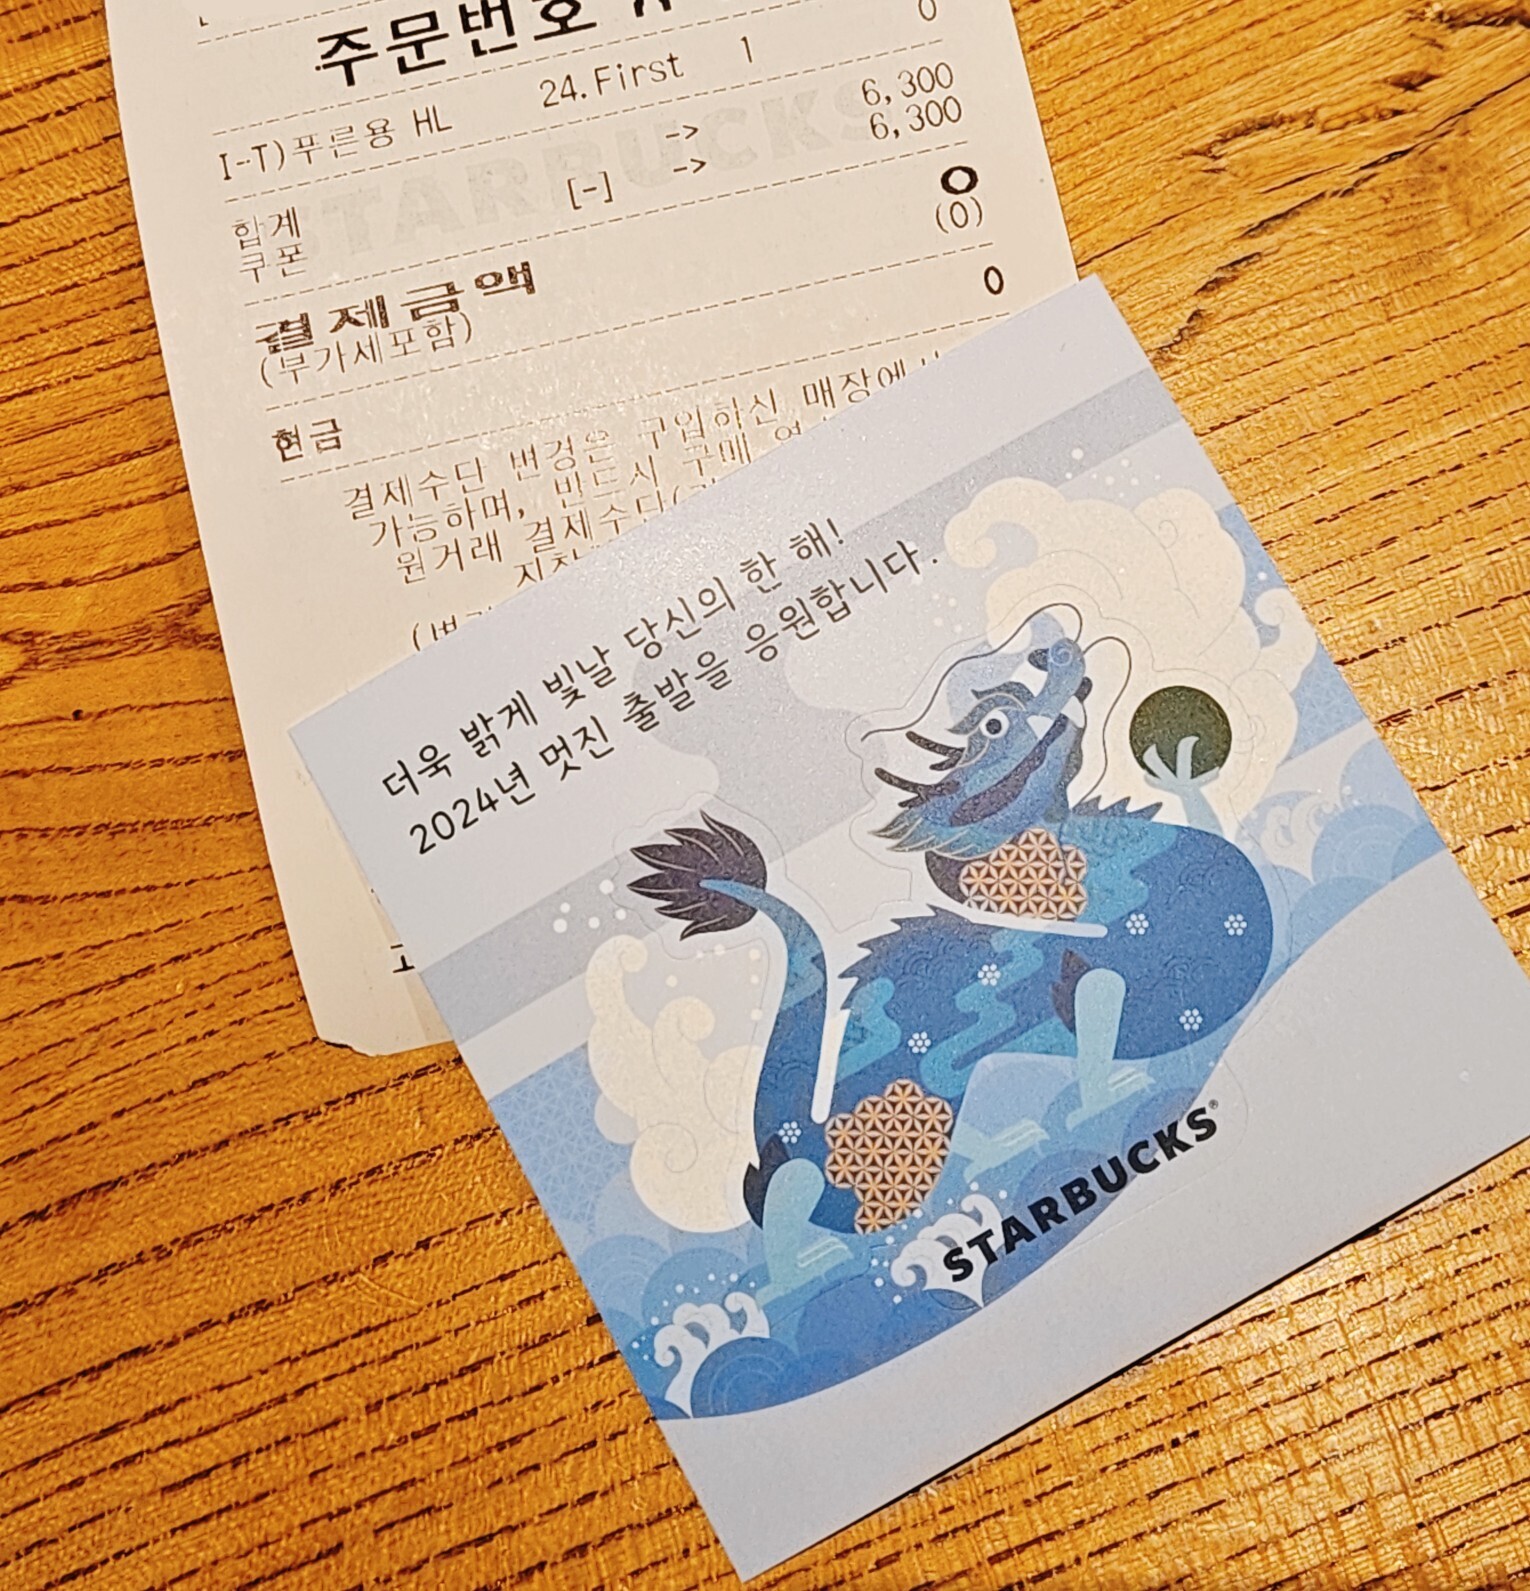 주문번호
24.First 1 0
I-T)푸른용 HL
합계 -> 6,300
쿠폰 [-] -> 6,300
결제금액 0
(부가세포함) (0)
현금 0
결제수단 변경은 구입하신 매장에서
가능하며, 반드시 구매
원거래 결제수단
STARBUCKS
더욱 밝게 빛날 당신의 한 해!
2024년 멋진 출발을 응원합니다.
STARBUCKS®